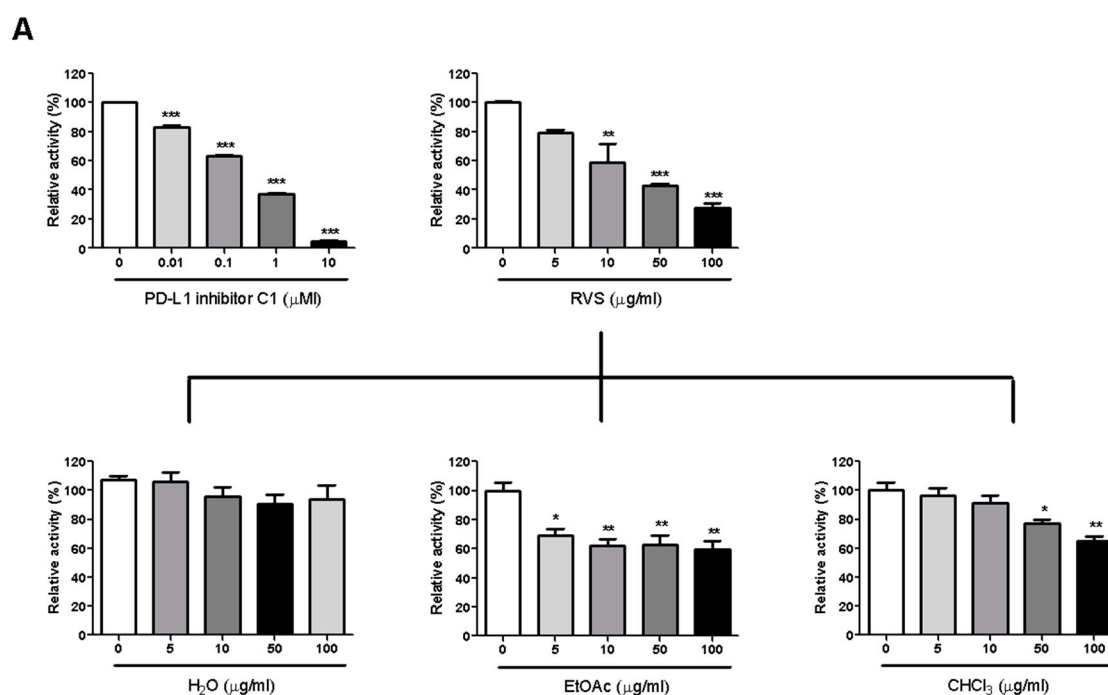 A
120
100
80
60
40
20
0
Relative activity (%)
***
***
***
***
0 0.01 0.1 1 10
PD-L1 inhibitor C1 (μMl)
120
100
80
60
40
20
0
Relative activity (%)
**
***
***
0 5 10 50 100
RVS (μg/ml)
120
100
80
60
40
20
0
Relative activity (%)
0 5 10 50 100
H₂O (μg/ml)
120
100
80
60
40
20
0
Relative activity (%)
* ** ** **
0 5 10 50 100
EtOAc (μg/ml)
120
100
80
60
40
20
0
Relative activity (%)
*
**
0 5 10 50 100
CHCl₃ (μg/ml)